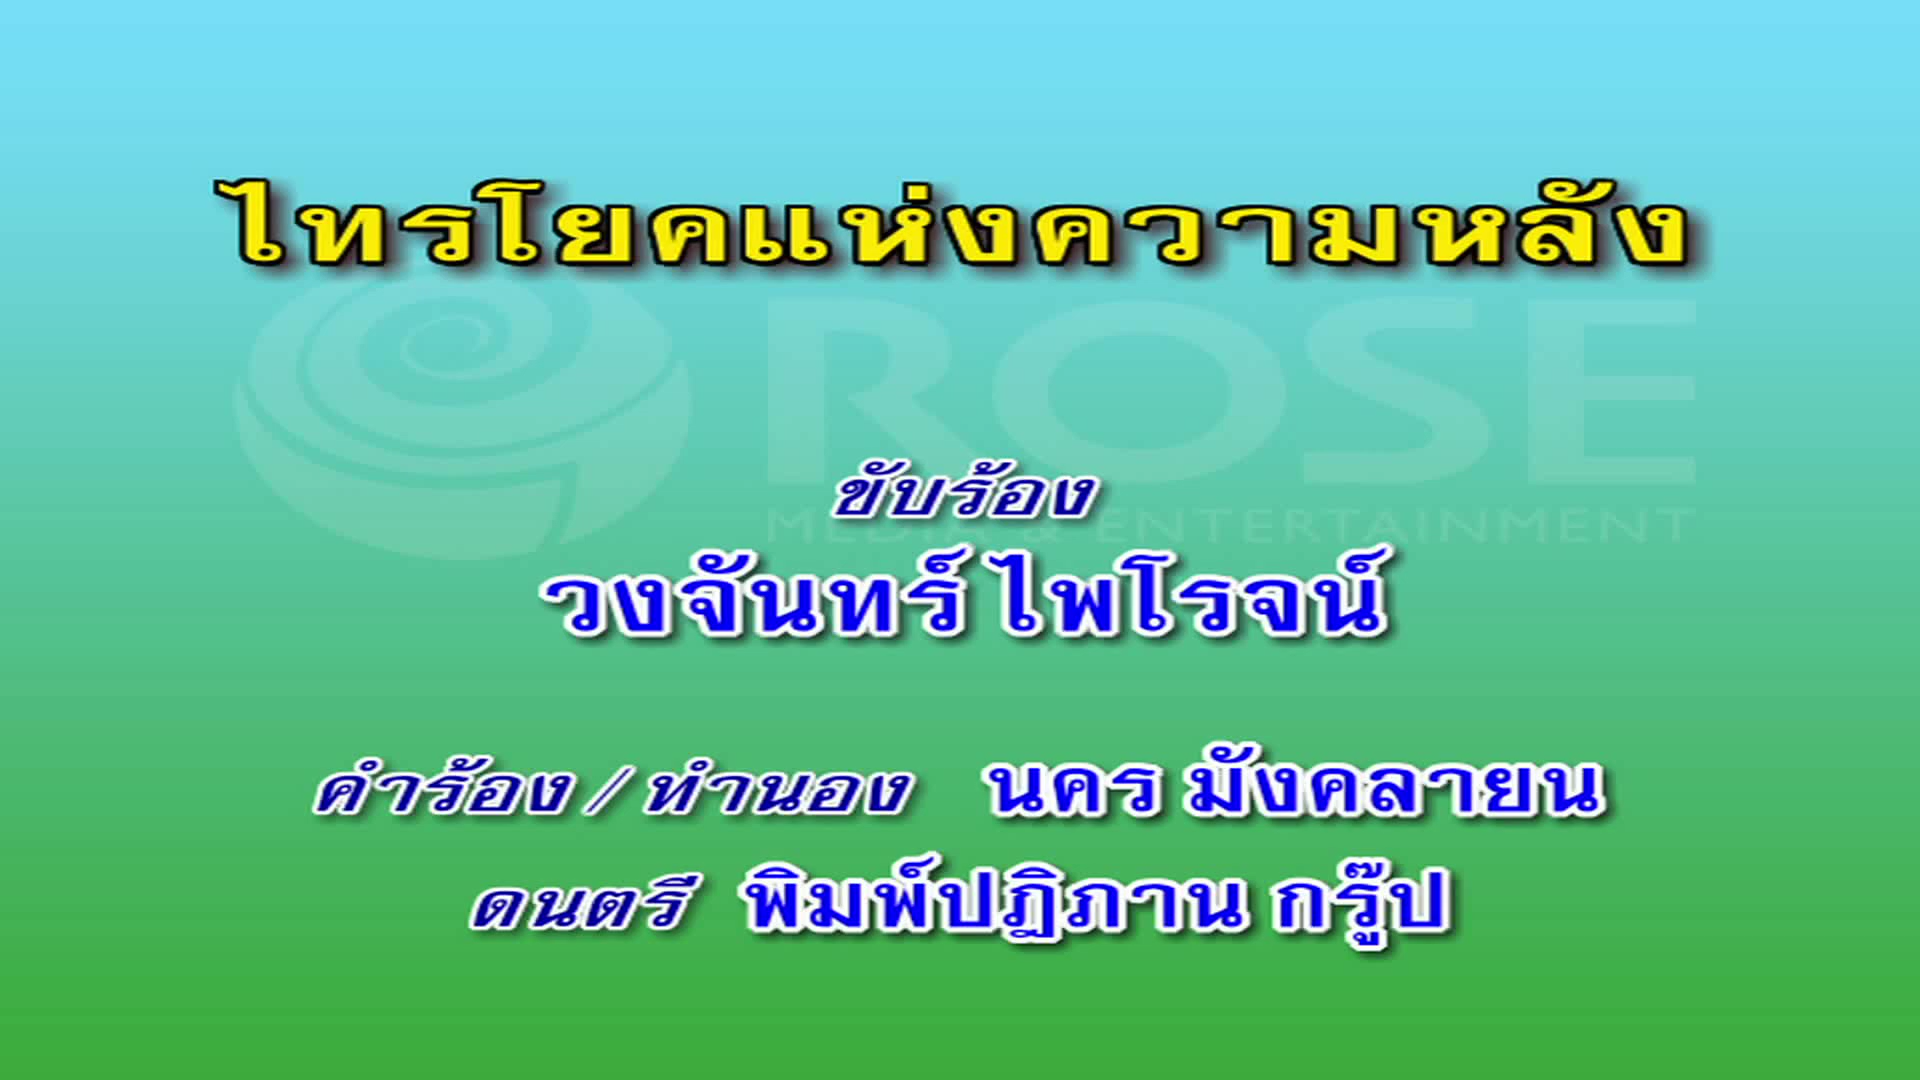 ไทรโยคแห่งความหลัง
ROSE
MEDIA & ENTERTAINMENT
ขับร้อง
วงจันทร์ ไพโรจน์
คำร้อง / ทำนอง นคร มังคลายน
ดนตรี พิมพ์ปฎิภาน กรุ๊ป